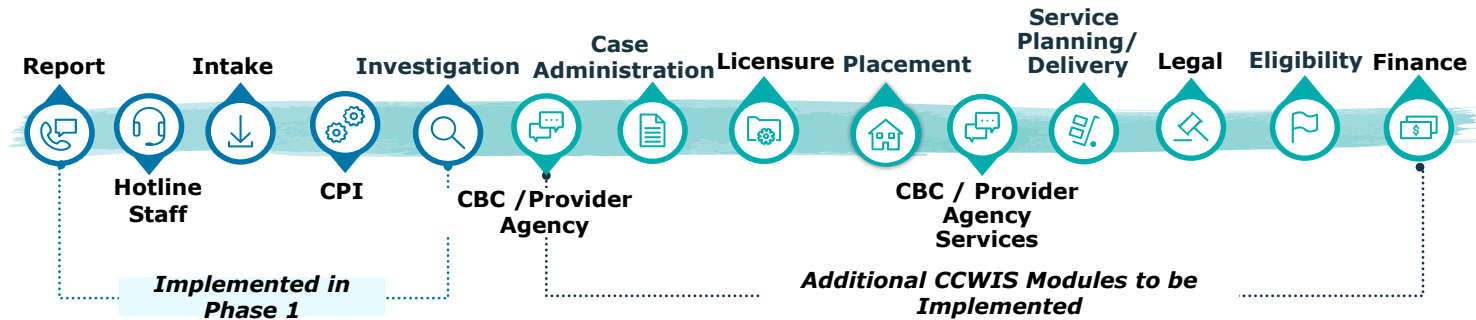 Report
Intake
Investigation
Case
Administration
Licensure
Placement
Service
Planning/
Delivery
Legal
Eligibility
Finance
$
Hotline
Staff
CPI
CBC /Provider
Agency
CBC / Provider
Agency
Services
Implemented in
Phase 1
Additional CCWIS Modules to be
Implemented